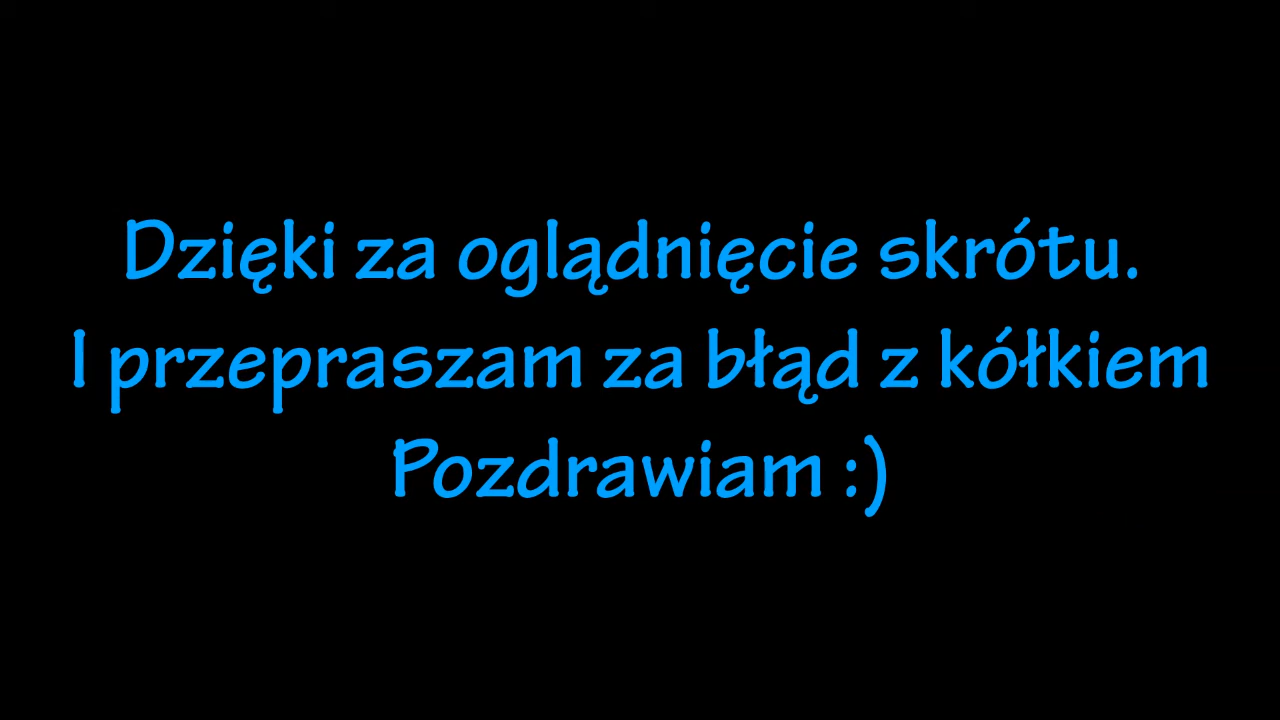 Dzięki za oglądnięcie skrótu.
I przepraszam za błąd z kółkiem
Pozdrawiam :)